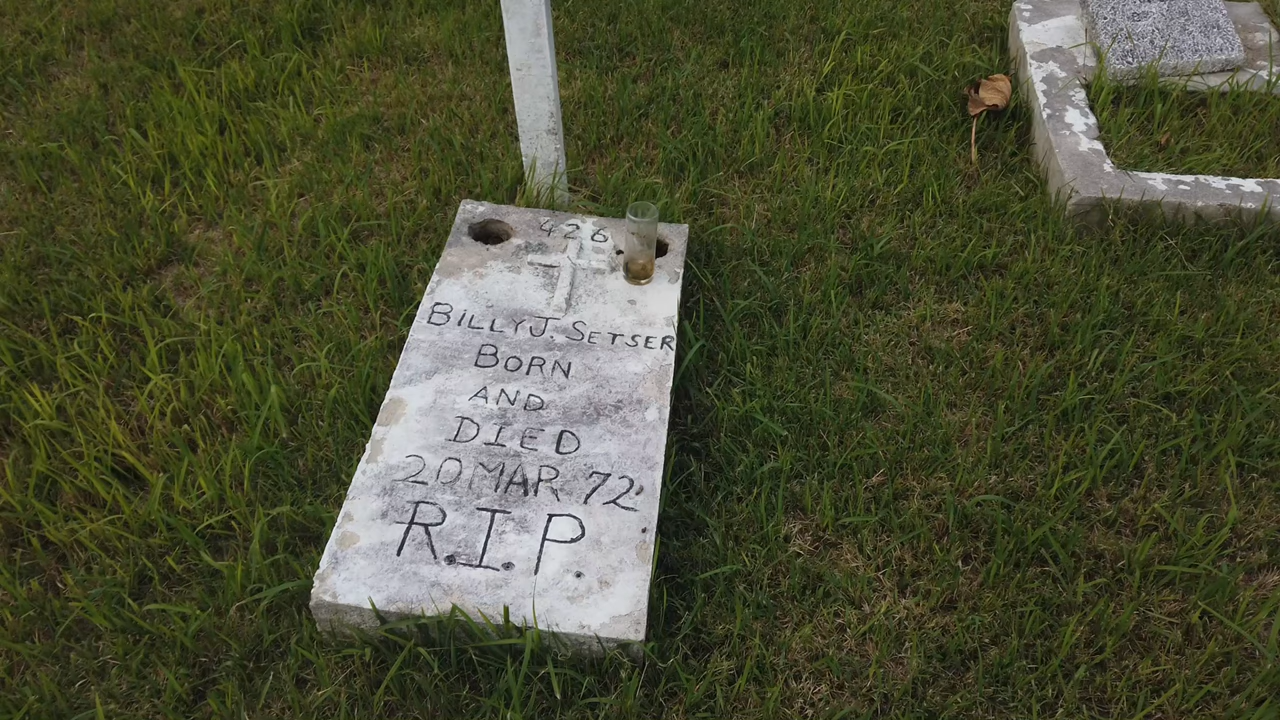 426
BILLY J. SETSER
BORN
AND
DIED
20 MAR 72'
R.I.P.